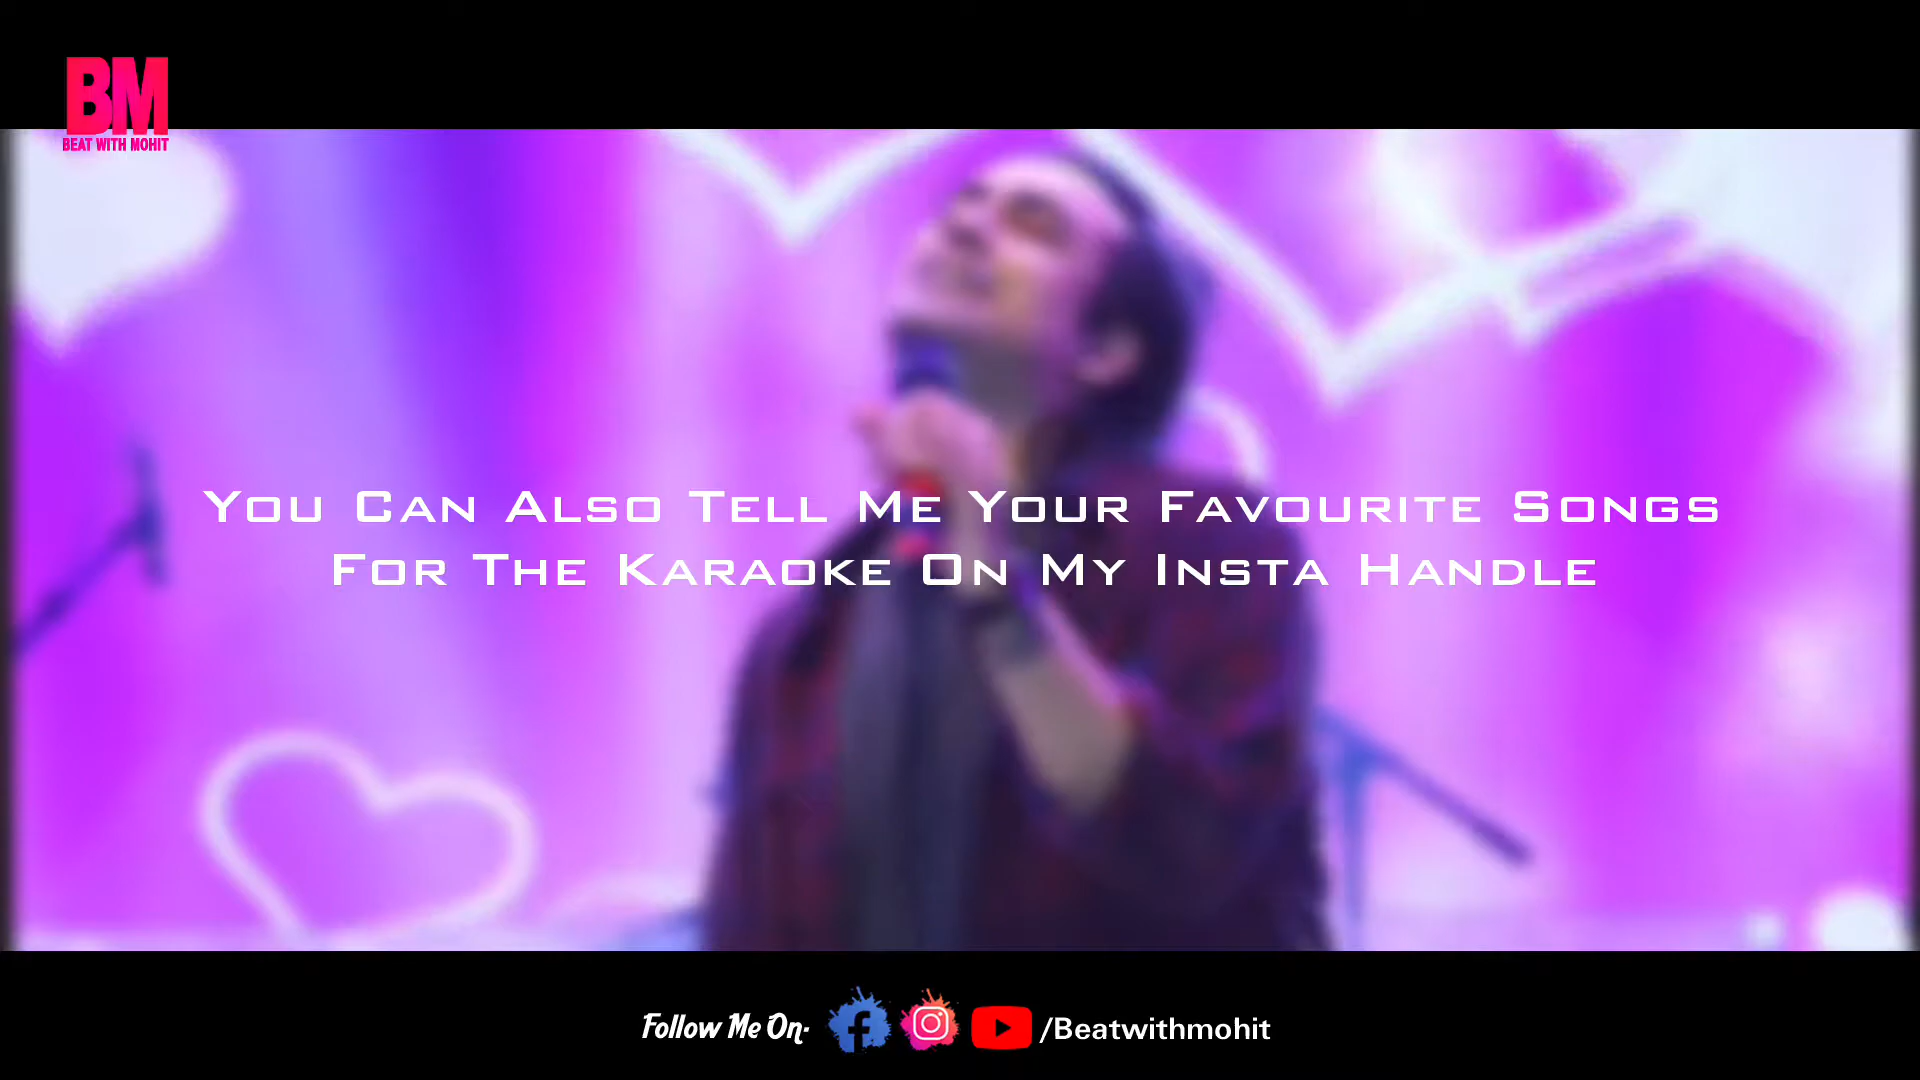 BM
BEAT WITH MOHIT
You Can Also Tell Me Your Favourite Songs
For The Karaoke On My Insta Handle
Follow Me On- /Beatwithmohit